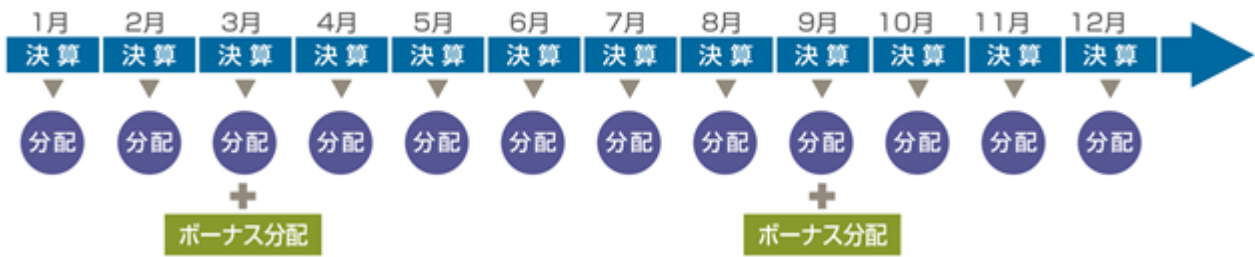 1月 2月 3月 4月 5月 6月 7月 8月 9月 10月 11月 12月
決算 決算 決算 決算 決算 決算 決算 決算 決算 決算 決算 決算
分配 分配 分配 分配 分配 分配 分配 分配 分配 分配 分配 分配
ボーナス分配 ボーナス分配